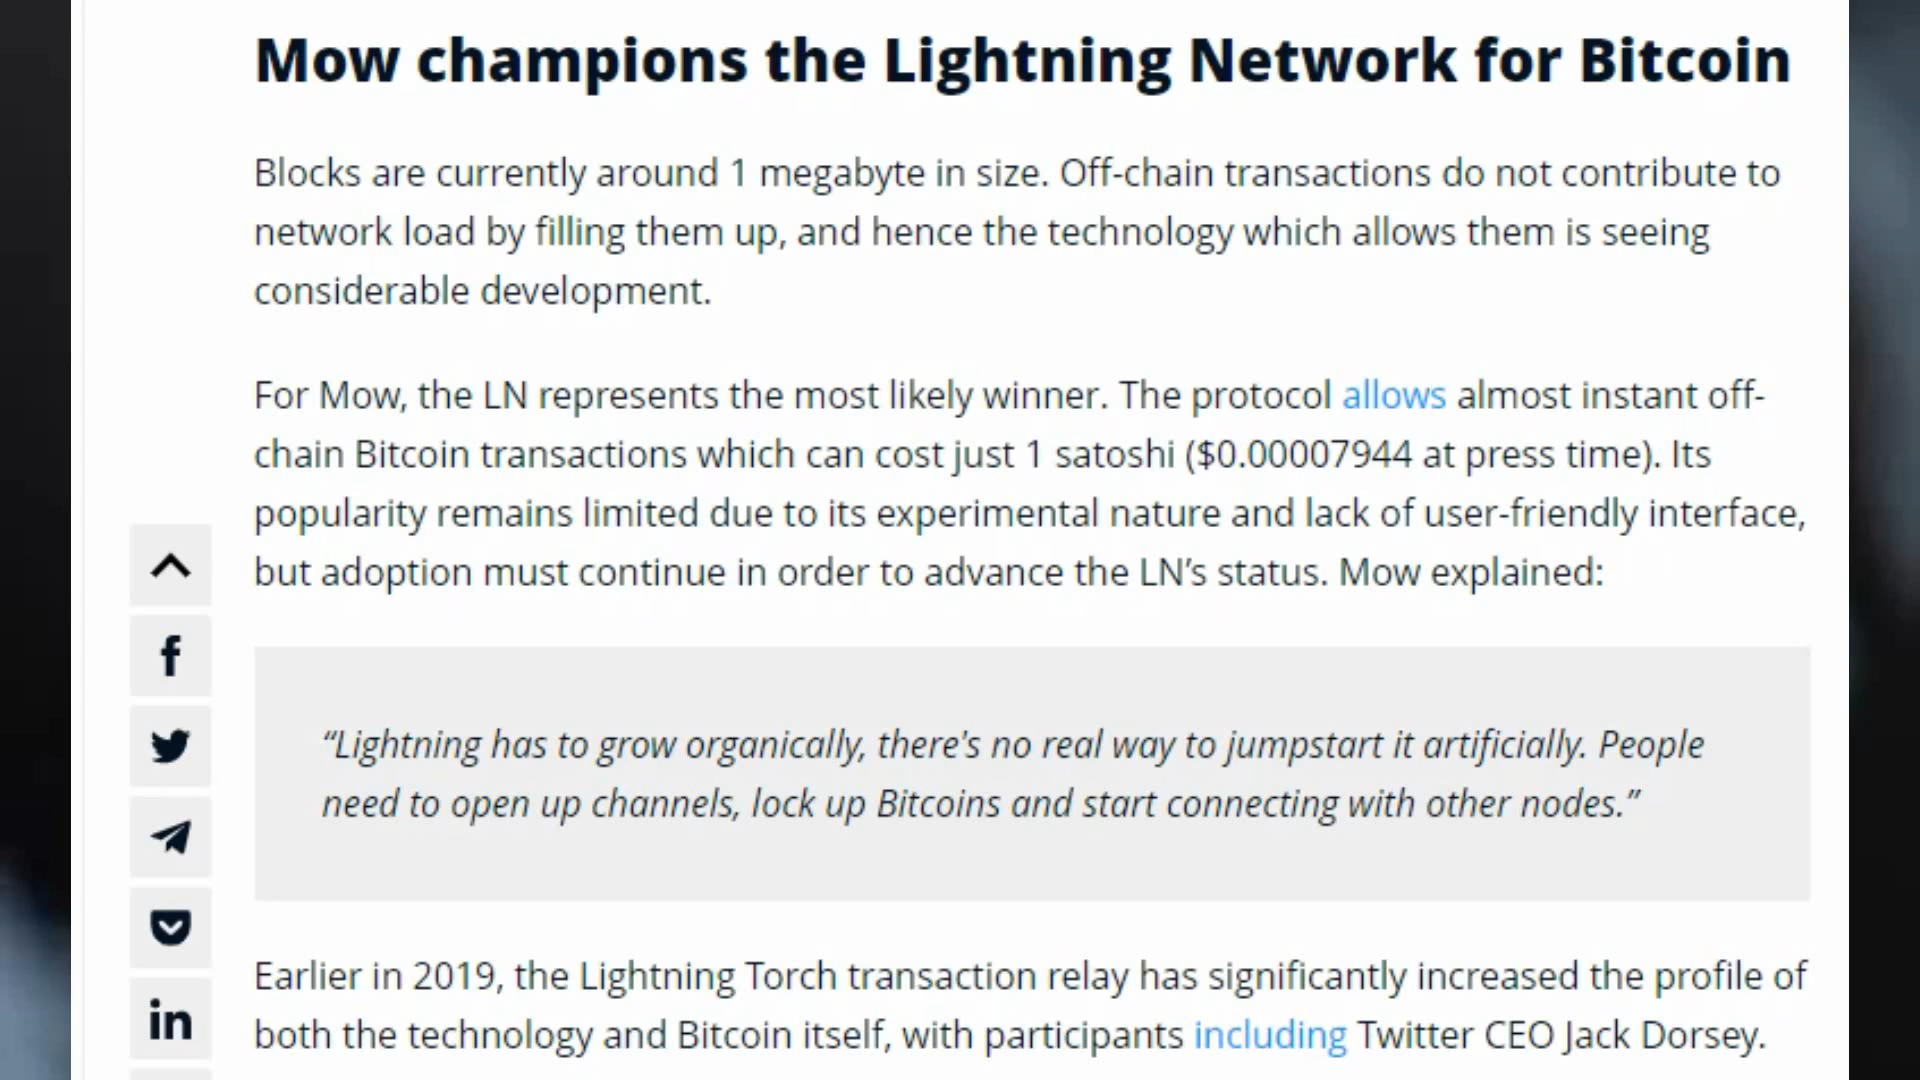 Mow champions the Lightning Network for Bitcoin
Blocks are currently around 1 megabyte in size. Off-chain transactions do not contribute to
network load by filling them up, and hence the technology which allows them is seeing
considerable development.
For Mow, the LN represents the most likely winner. The protocol allows almost instant off-
chain Bitcoin transactions which can cost just 1 satoshi ($0.00007944 at press time). Its
popularity remains limited due to its experimental nature and lack of user-friendly interface,
but adoption must continue in order to advance the LN’s status. Mow explained:
“Lightning has to grow organically, there's no real way to jumpstart it artificially. People
need to open up channels, lock up Bitcoins and start connecting with other nodes.”
Earlier in 2019, the Lightning Torch transaction relay has significantly increased the profile of
both the technology and Bitcoin itself, with participants including Twitter CEO Jack Dorsey.